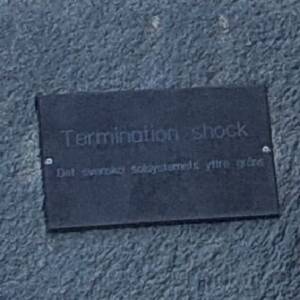 Termination shock
Det svenska solsystemets yttre gräns